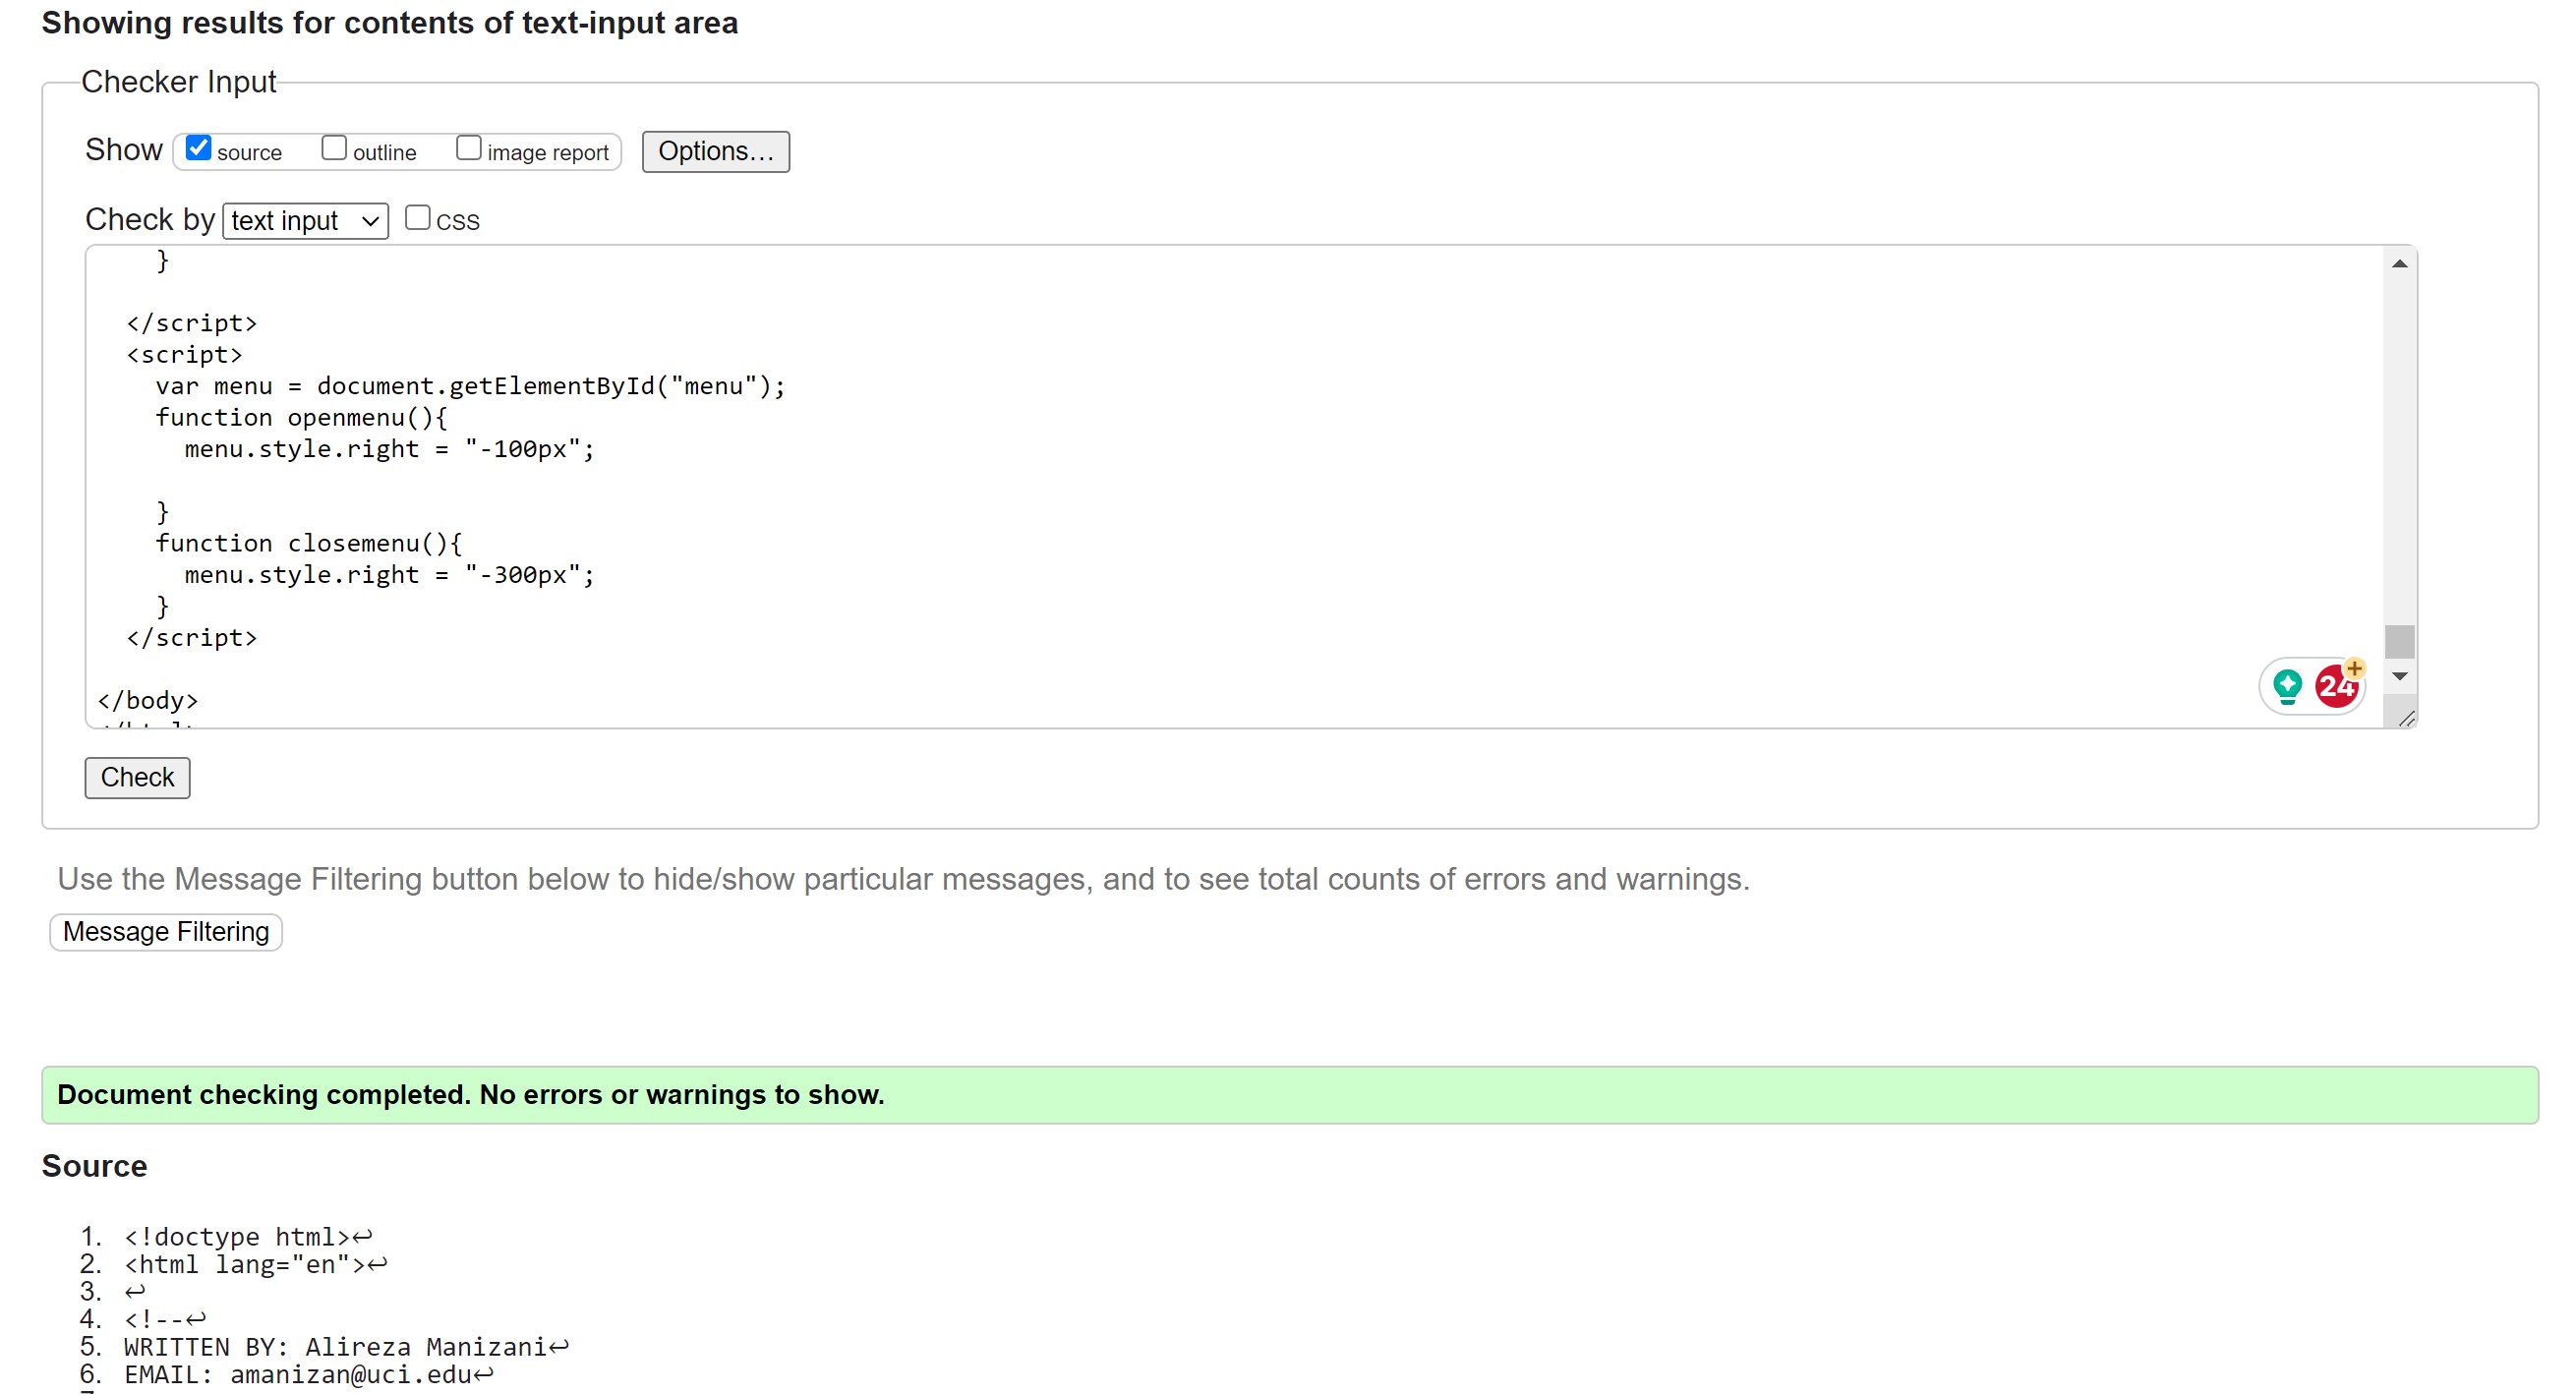 Showing results for contents of text-input area
Checker Input
Show source outline image report Options...
Check by text input CSS
}
</script>
<script>
var menu = document.getElementById("menu");
function openmenu(){
menu.style.right = "-100px";
}
function closemenu(){
menu.style.right = "-300px";
}
</script>
24
</body>
Check
Use the Message Filtering button below to hide/show particular messages, and to see total counts of errors and warnings.
Message Filtering
Document checking completed. No errors or warnings to show.
Source
1. <!doctype html>↩
2. <html lang="en">↩
3. ↩
4. <!--↩
5. WRITTEN BY: Alireza Manizani↩
6. EMAIL: amanizan@uci.edu↩